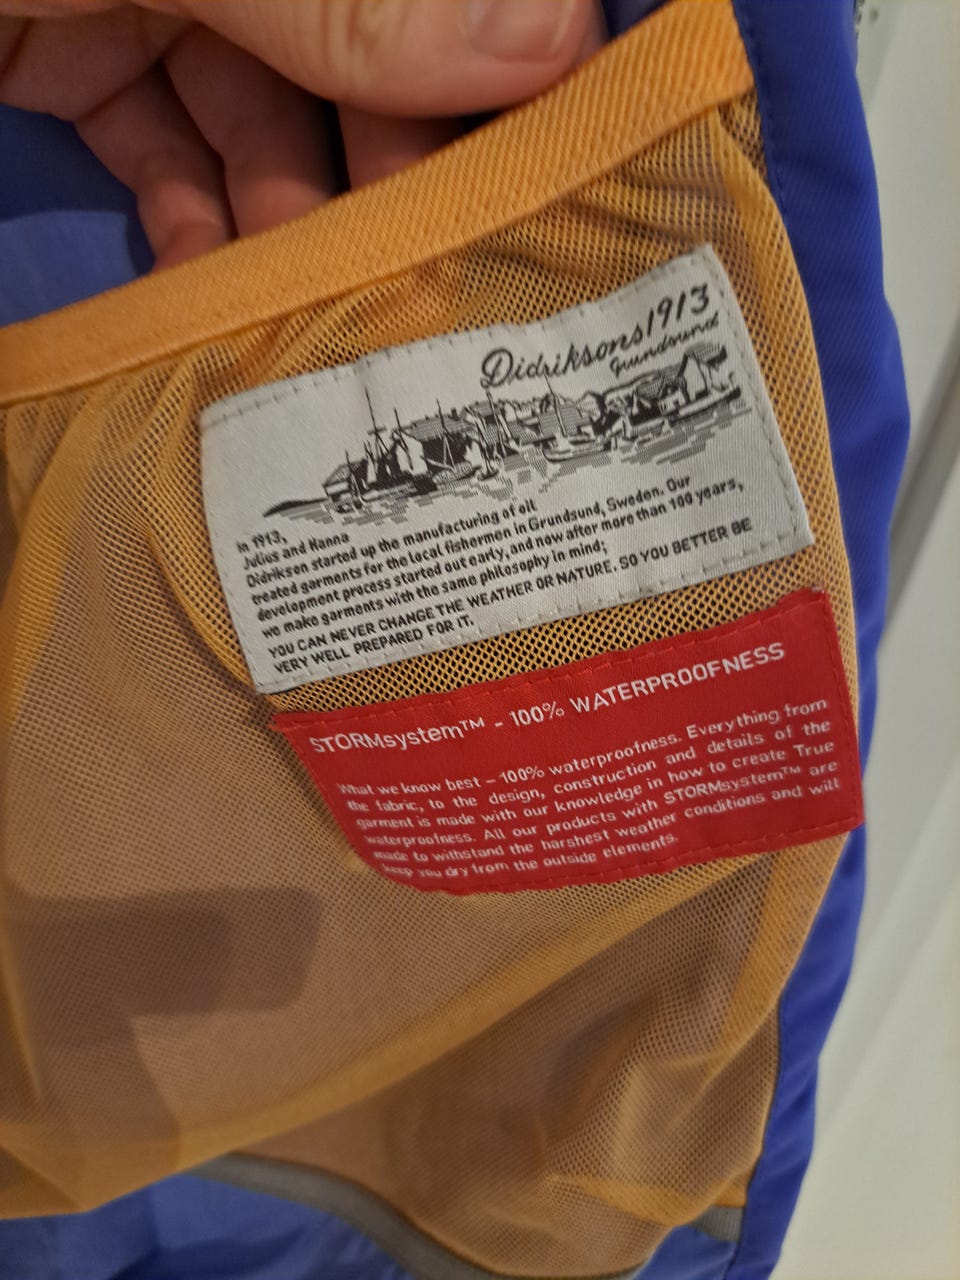 Didriksons1913
Grundsund
In 1913,
Julius and Hanna
Didrikson started up the manufacturing of oil
treated garments for the local fishermen in Grundsund, Sweden. Our
development process started out early, and now after more than 100 years,
we make garments with the same philosophy in mind;
YOU CAN NEVER CHANGE THE WEATHER OR NATURE. SO YOU BETTER BE
VERY WELL PREPARED FOR IT.
STORMsystem™ - 100% WATERPROOFNESS
What we know best – 100% waterproofness. Everything from
the fabric, to the design, construction and details of the
garment is made with our knowledge in how to create True
waterproofness. All our products with STORMsystem™ are
made to withstand the harshest weather conditions and will
keep you dry from the outside elements.